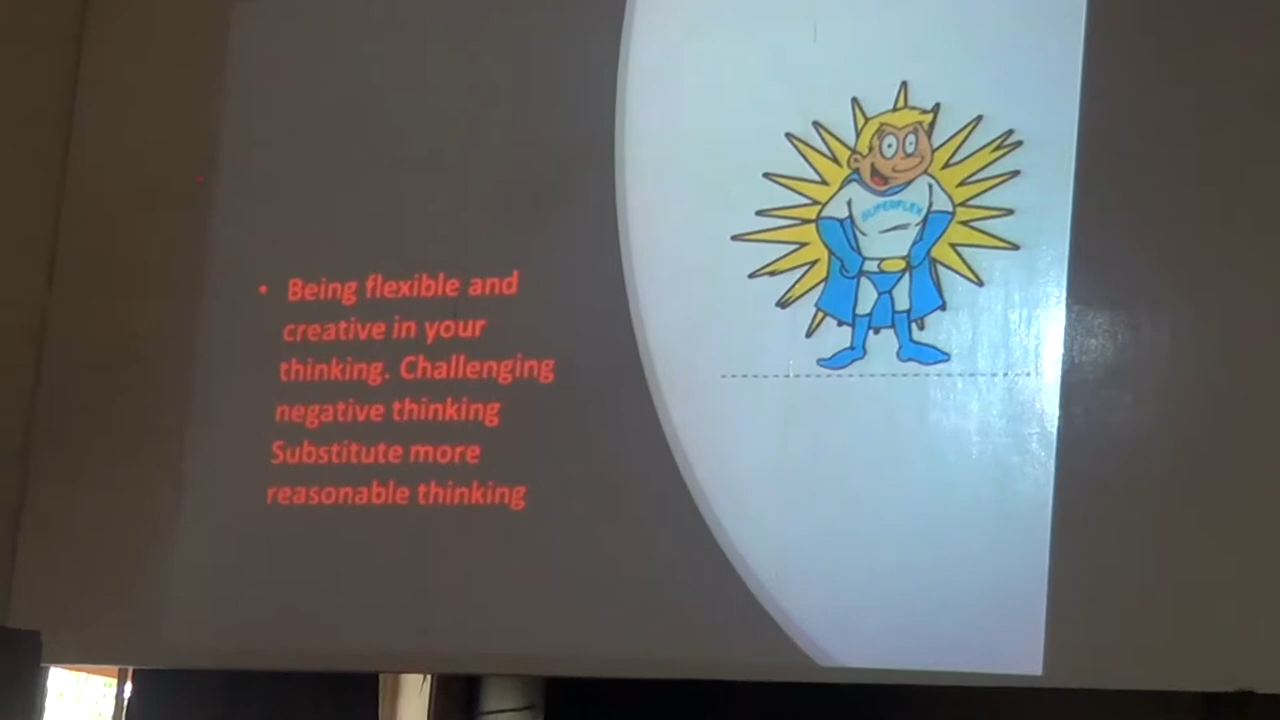 • Being flexible and
creative in your
thinking. Challenging
negative thinking
Substitute more
reasonable thinking
SUPERFLEX